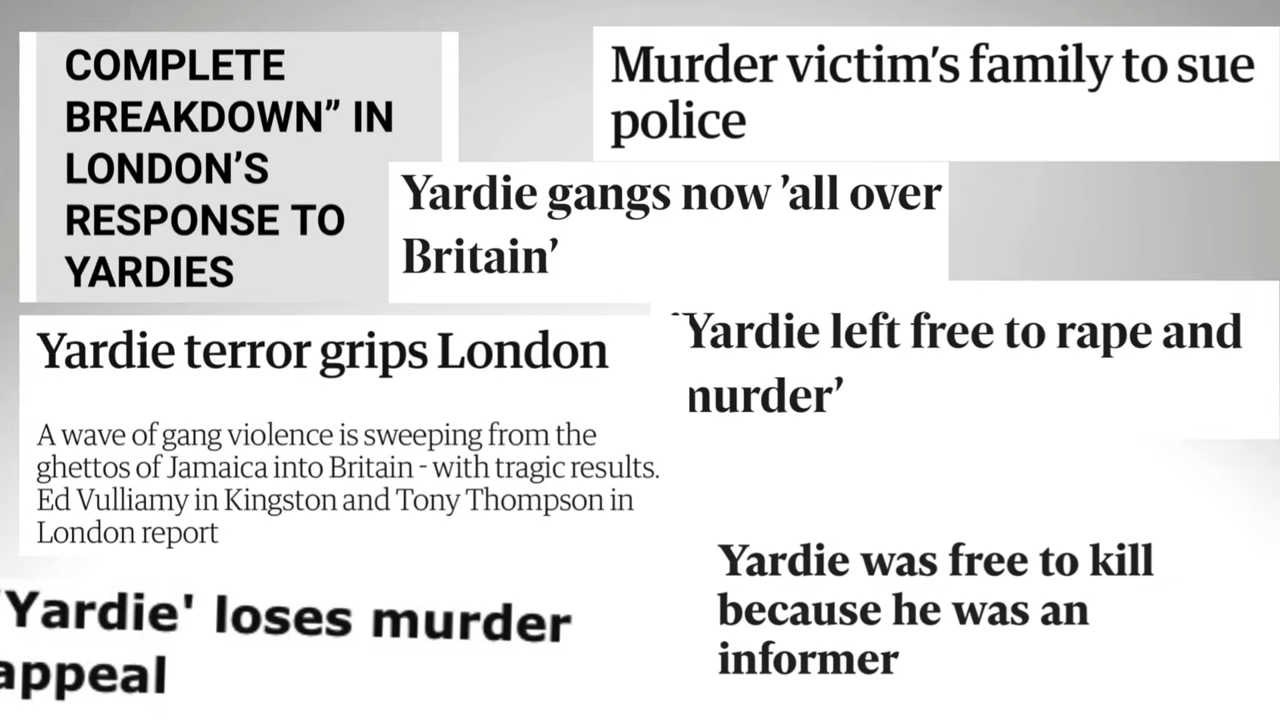 COMPLETE
BREAKDOWN” IN
LONDON’S
RESPONSE TO
YARDIES
Murder victim’s family to sue
police
Yardie gangs now ’all over
Britain’
Yardie terror grips London
A wave of gang violence is sweeping from the
ghettos of Jamaica into Britain - with tragic results.
Ed Vulliamy in Kingston and Tony Thompson in
London report
‘Yardie left free to rape and
murder’
'Yardie' loses murder
appeal
Yardie was free to kill
because he was an
informer